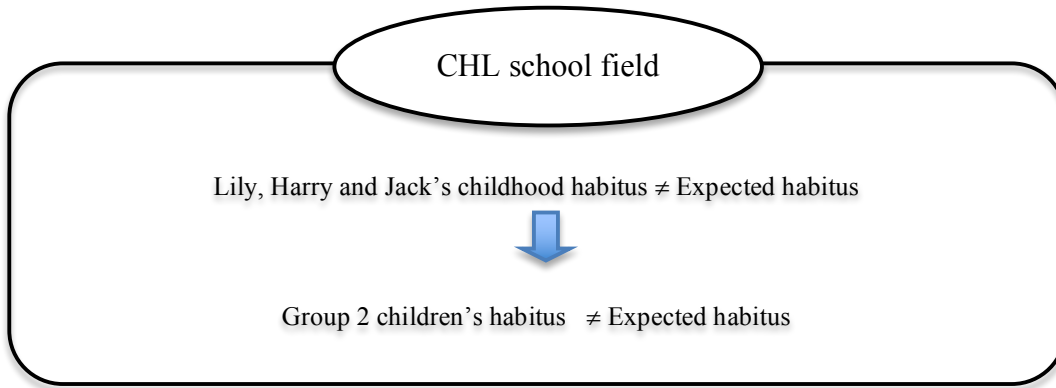 CHL school field
Lily, Harry and Jack’s childhood habitus ≠ Expected habitus
Group 2 children’s habitus ≠ Expected habitus